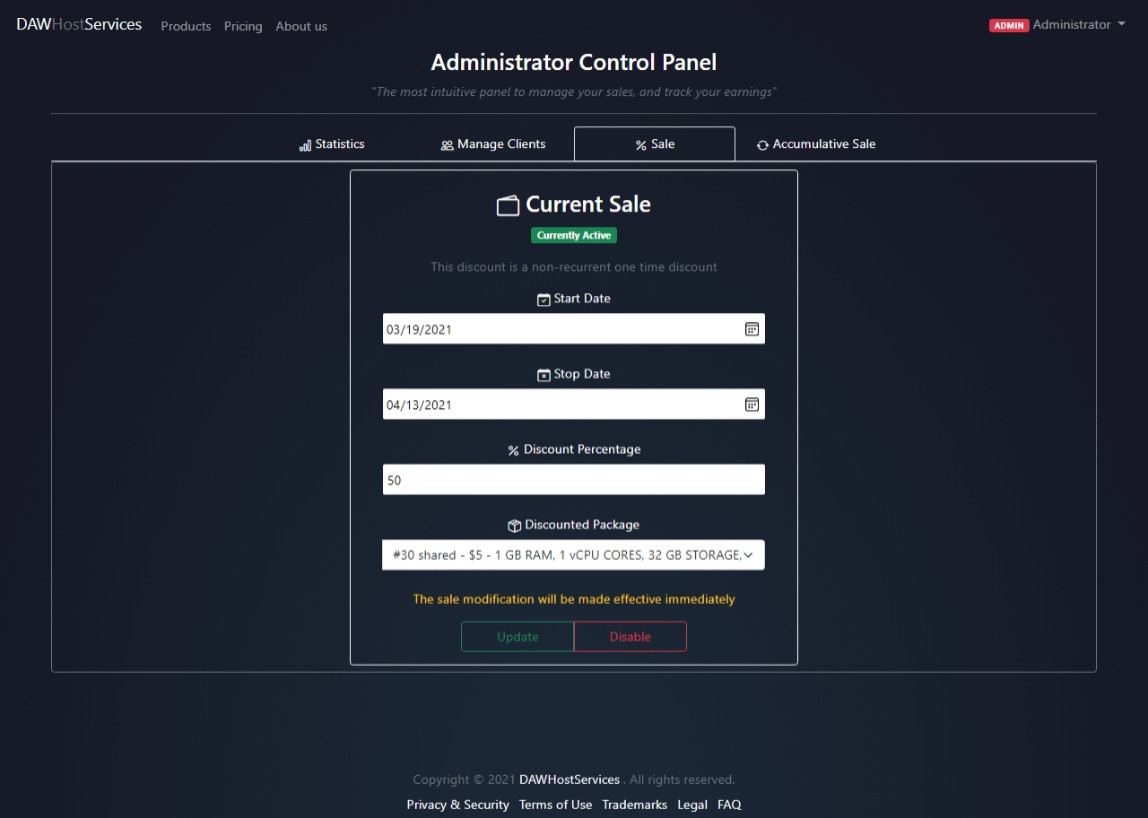 DAWHostServices Products Pricing About us ADMIN Administrator
Administrator Control Panel
"The most intuitive panel to manage your sales, and track your earnings"
Statistics Manage Clients % Sale Accumulative Sale
Current Sale
Currently Active
This discount is a non-recurrent one time discount
Start Date
03/19/2021
Stop Date
04/13/2021
% Discount Percentage
50
Discounted Package
#30 shared - $5 - 1 GB RAM, 1 vCPU CORES, 32 GB STORAGE,
The sale modification will be made effective immediately
Update Disable
Copyright © 2021 DAWHostServices . All rights reserved.
Privacy & Security Terms of Use Trademarks Legal FAQ